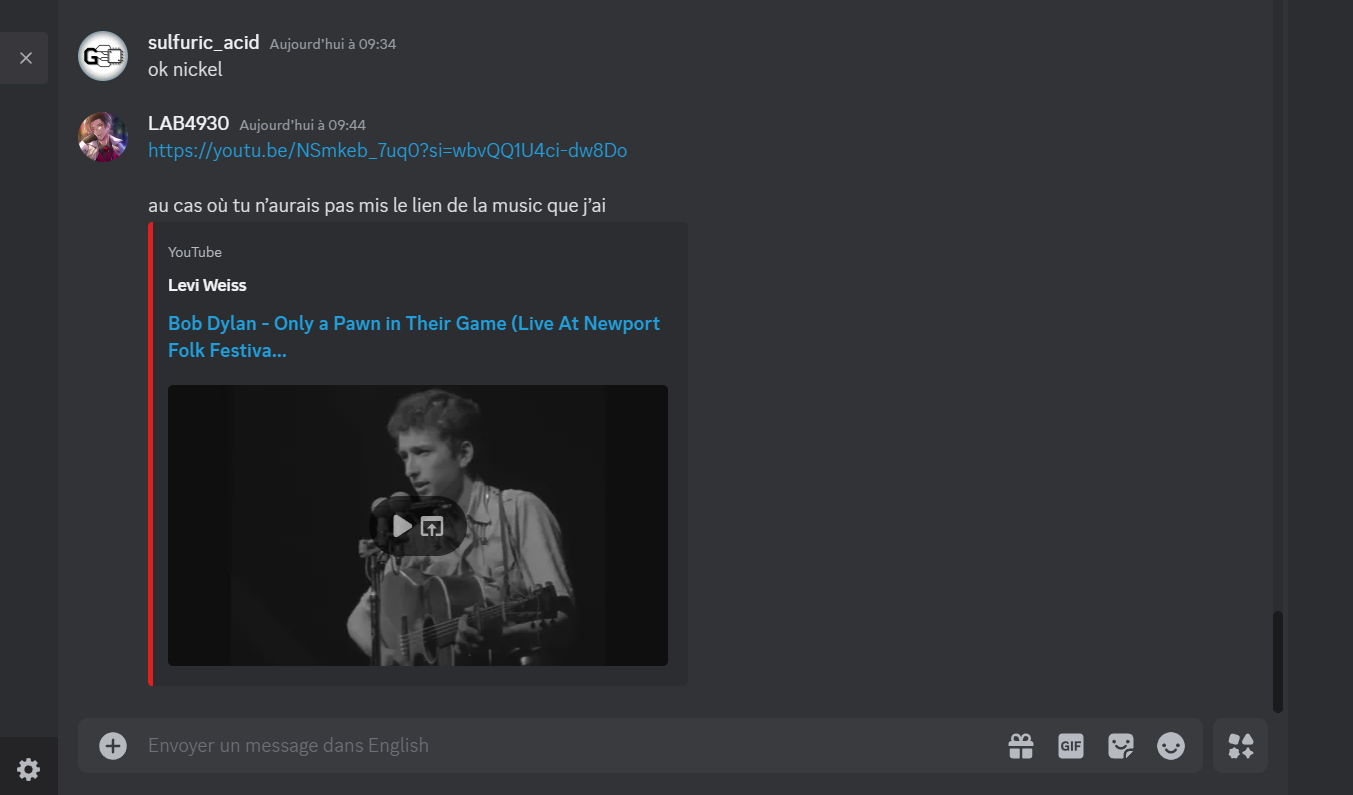 sulfuric_acid Aujourd’hui à 09:34
ok nickel
LAB4930 Aujourd’hui à 09:44
https://youtu.be/NSmkeb_7uq0?si=wbvQQ1U4ci-dw8Do
au cas où tu n’aurais pas mis le lien de la music que j’ai
YouTube
Levi Weiss
Bob Dylan - Only a Pawn in Their Game (Live At Newport
Folk Festiva...
Envoyer un message dans English
GIF